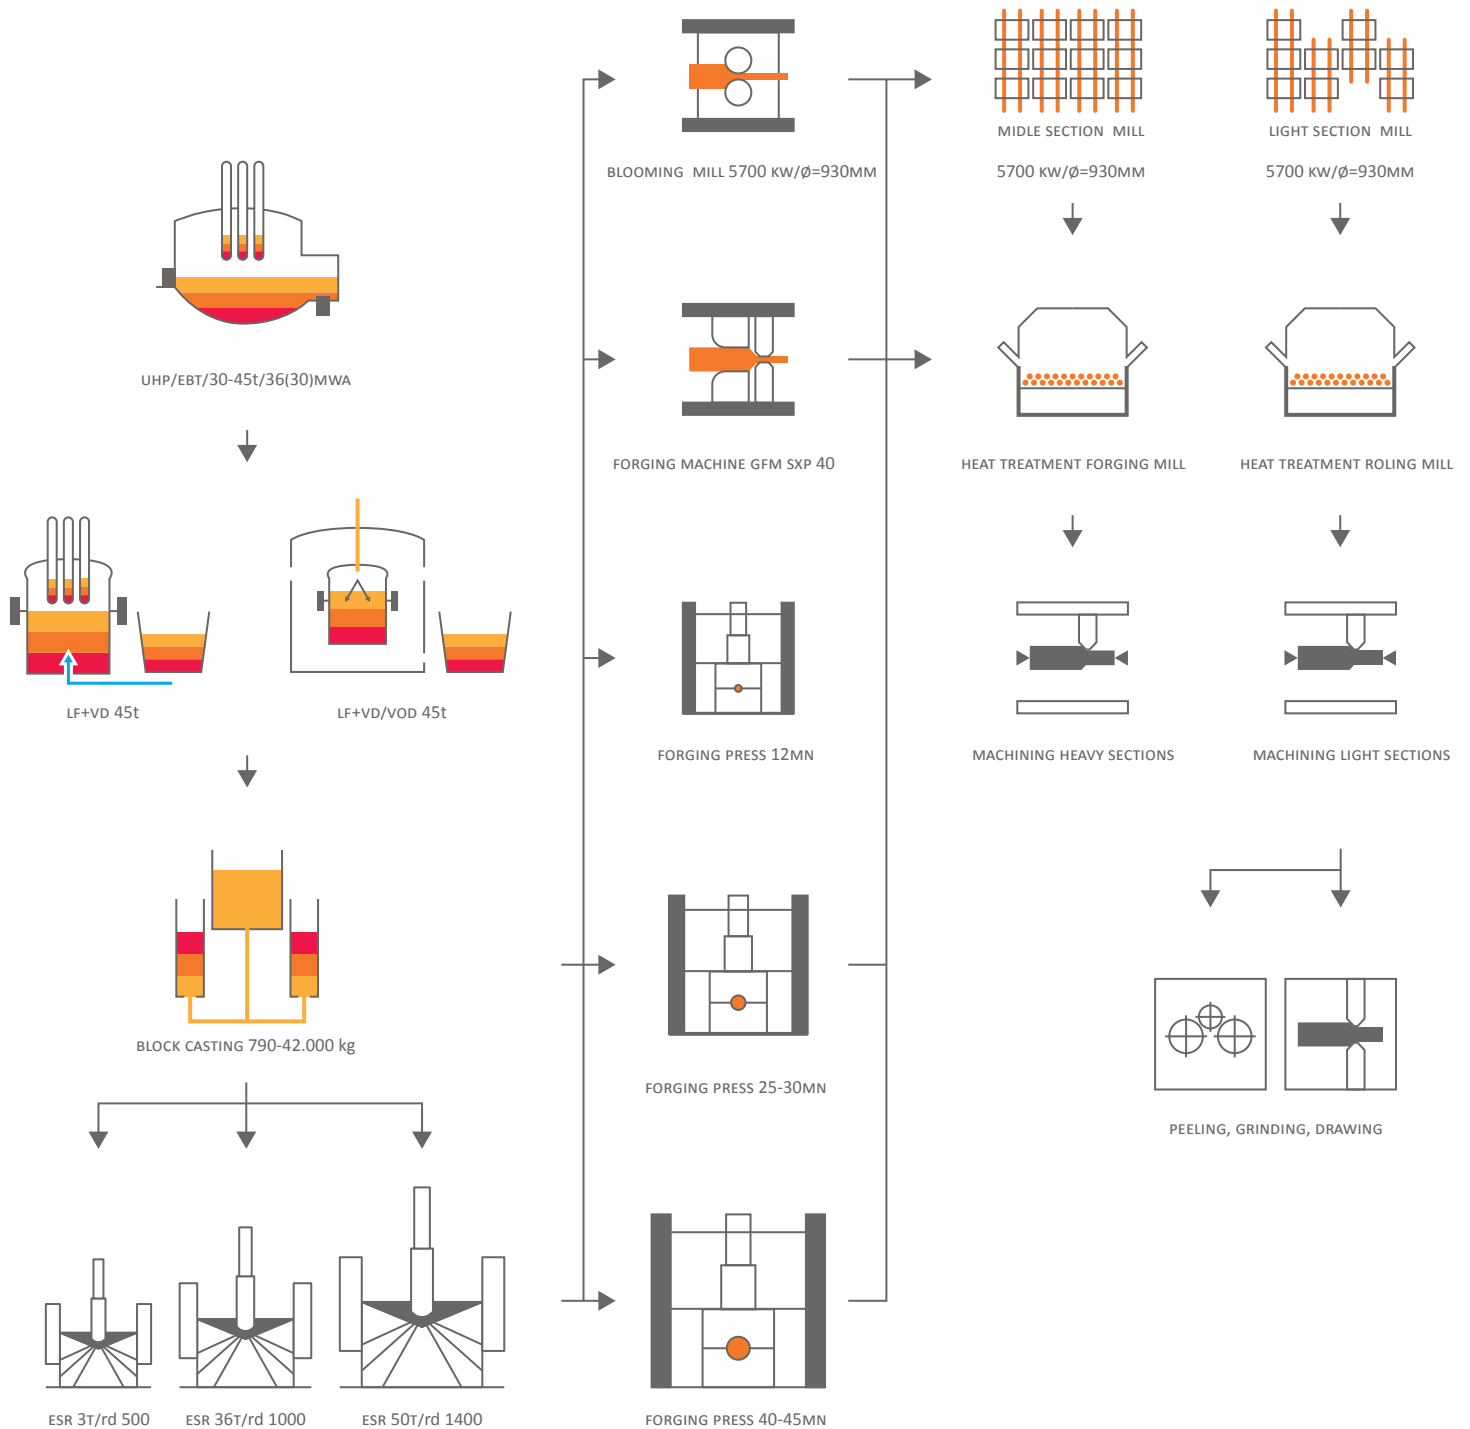 UHP/EBT/30-45t/36(30)MWA
LF+VD 45t
LF+VD/VOD 45t
BLOCK CASTING 790-42.000 kg
ESR 3T/rd 500
ESR 36T/rd 1000
ESR 50T/rd 1400
BLOOMING MILL 5700 KW/Ø=930MM
FORGING MACHINE GFM SXP 40
FORGING PRESS 12MN
FORGING PRESS 25-30MN
FORGING PRESS 40-45MN
MIDLE SECTION MILL
5700 KW/Ø=930MM
LIGHT SECTION MILL
5700 KW/Ø=930MM
HEAT TREATMENT FORGING MILL
HEAT TREATMENT ROLING MILL
MACHINING HEAVY SECTIONS
MACHINING LIGHT SECTIONS
PEELING, GRINDING, DRAWING